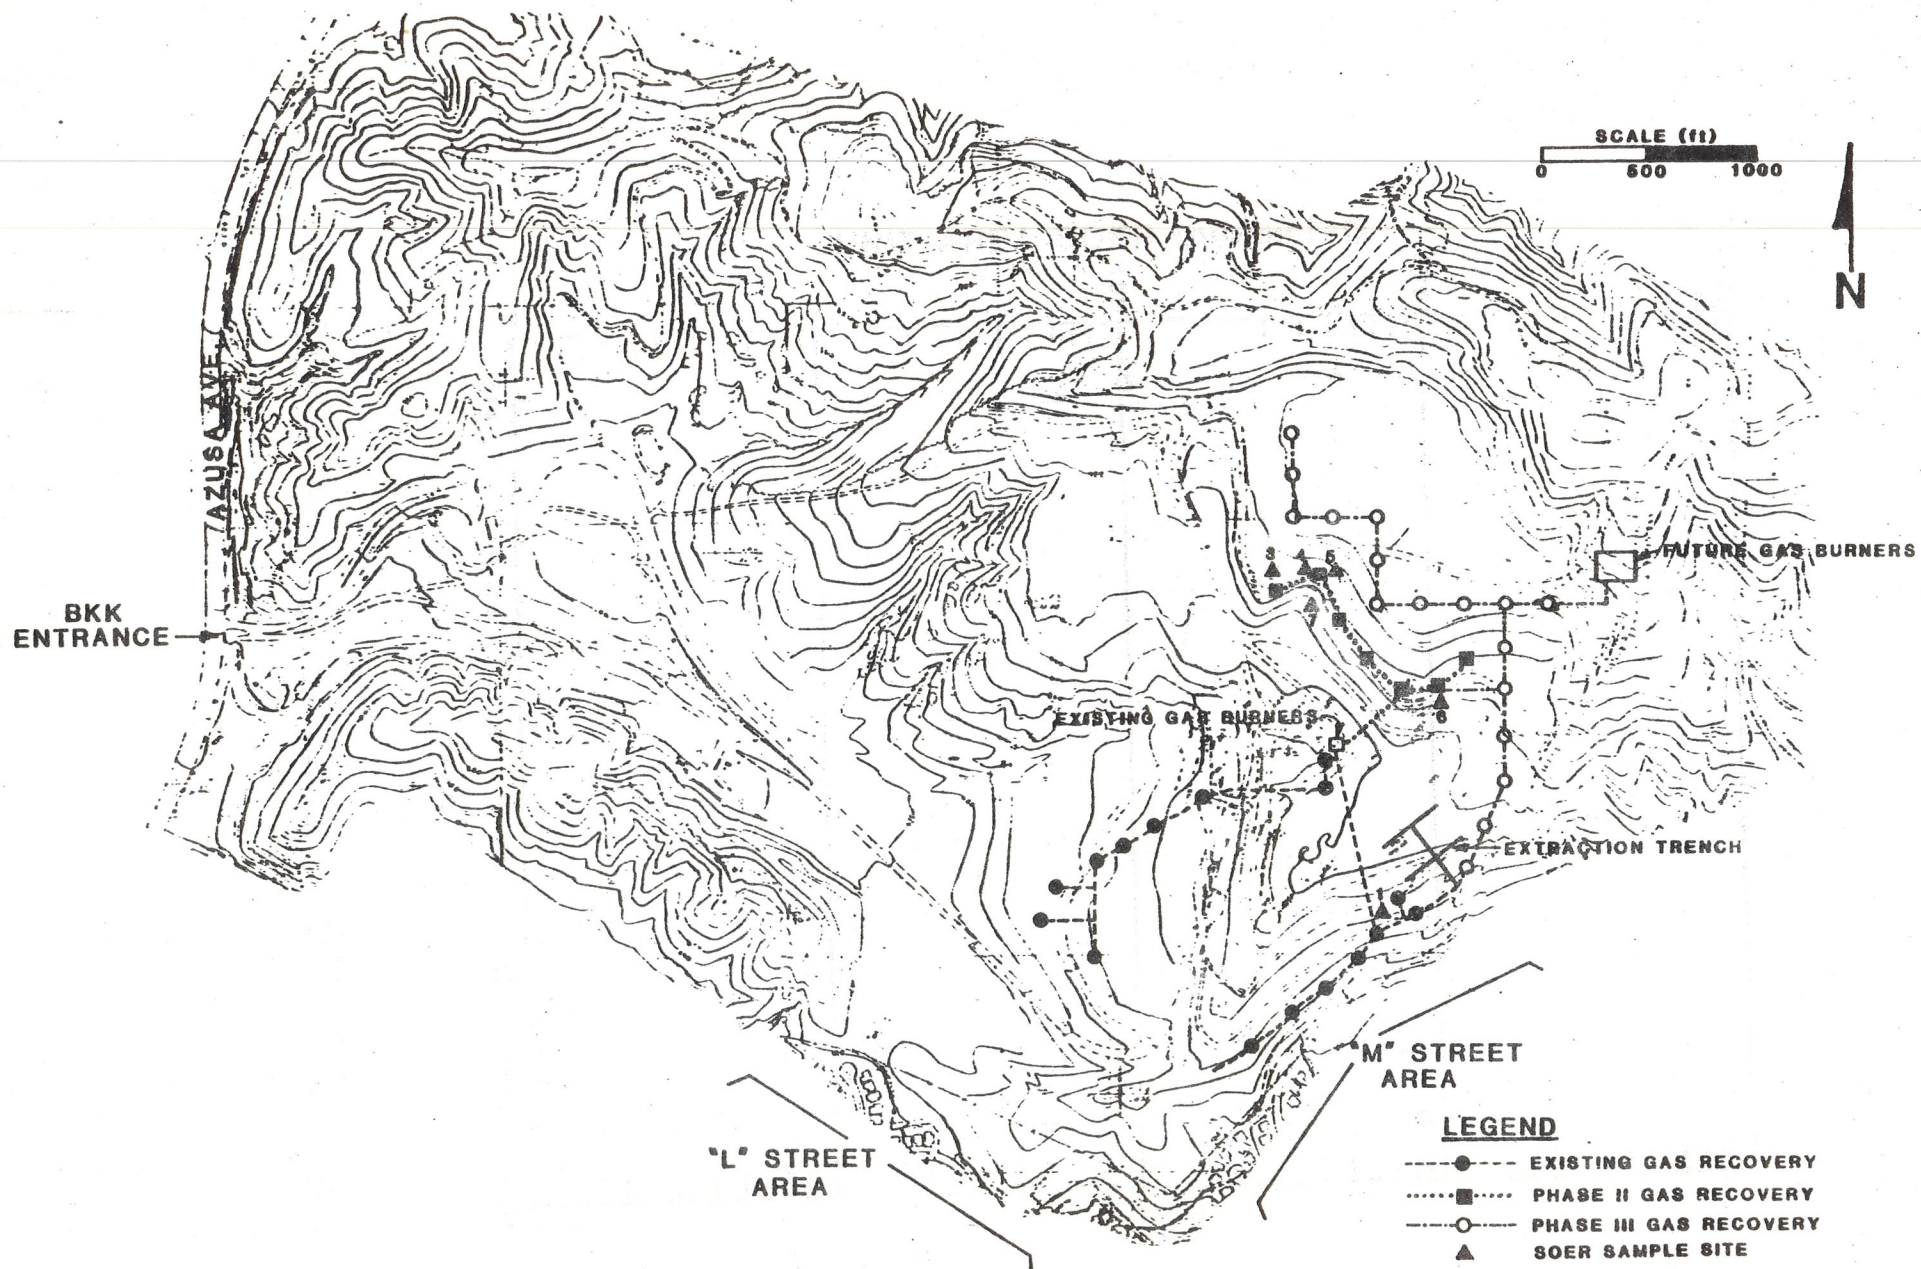 SCALE (ft)
0 500 1000
N
AZUSA AVE
3 4 5
FUTURE GAS BURNERS
7
BKK
ENTRANCE
6
EXISTING GAS BURNERS
EXTRACTION TRENCH
1
"M" STREET
AREA
"L" STREET
AREA
LEGEND
EXISTING GAS RECOVERY
PHASE II GAS RECOVERY
PHASE III GAS RECOVERY
SOER SAMPLE SITE